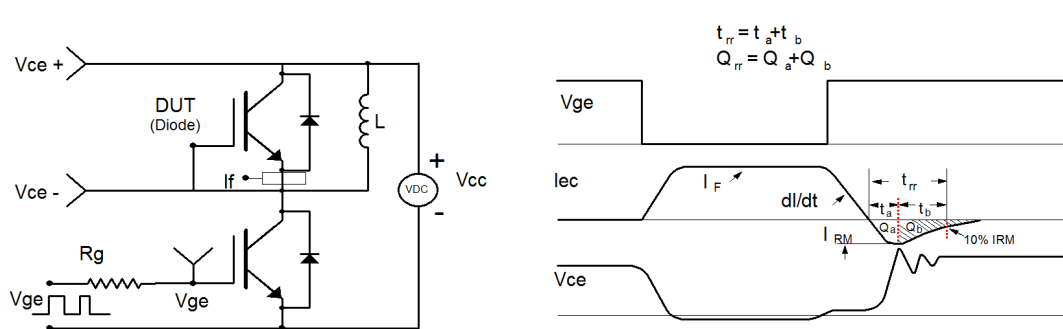 Vce +
DUT
(Diode)
L
If
Vce -
+
VDC
Vcc
-
Rg
Vge
Vge
t rr = t a+t b
Q rr = Q a+Q b
Vge
Iec
I F
dI/dt
t rr
t a
t b
Q a
Q b
I RM
10% IRM
Vce